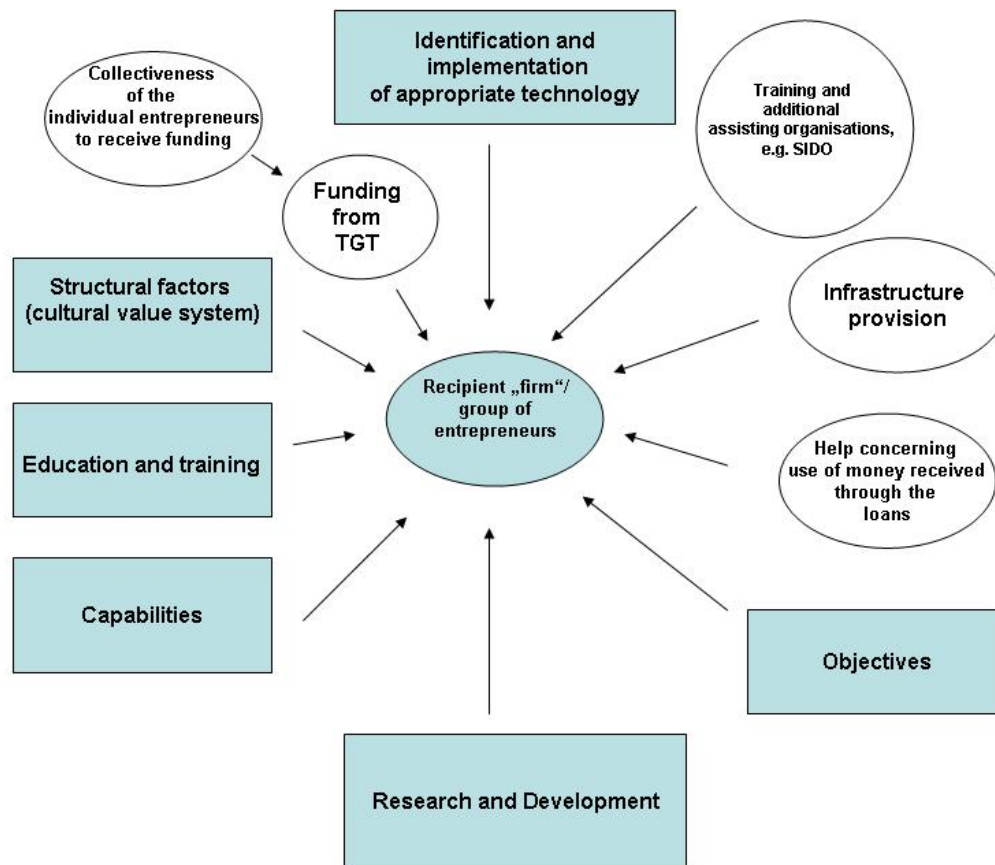 Identification and
implementation
of appropriate technology
Collectiveness
of the
individual entrepreneurs
to receive funding
Training and
additional
assisting organisations,
e.g. SIDO
Funding
from
TGT
Structural factors
(cultural value system)
Infrastructure
provision
Recipient „firm“/
group of
entrepreneurs
Education and training
Help concerning
use of money received
through the
loans
Capabilities
Objectives
Research and Development